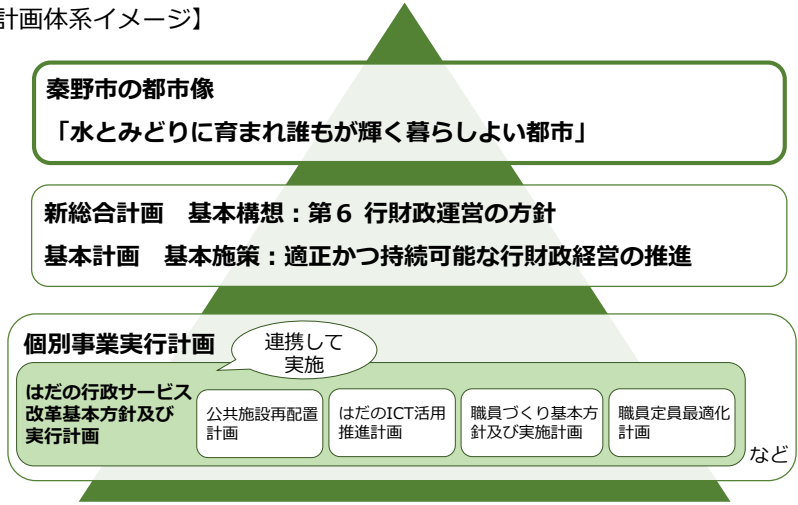 計画体系イメージ】
秦野市の都市像
「水とみどりに育まれ誰もが輝く暮らしよい都市」
新総合計画　基本構想：第６ 行財政運営の方針
基本計画　基本施策：適正かつ持続可能な行財政経営の推進
個別事業実行計画
連携して
実施
はだの行政サービス
改革基本方針及び
実行計画
公共施設再配置
計画
はだのICT活用
推進計画
職員づくり基本方
針及び実施計画
職員定員最適化
計画
など